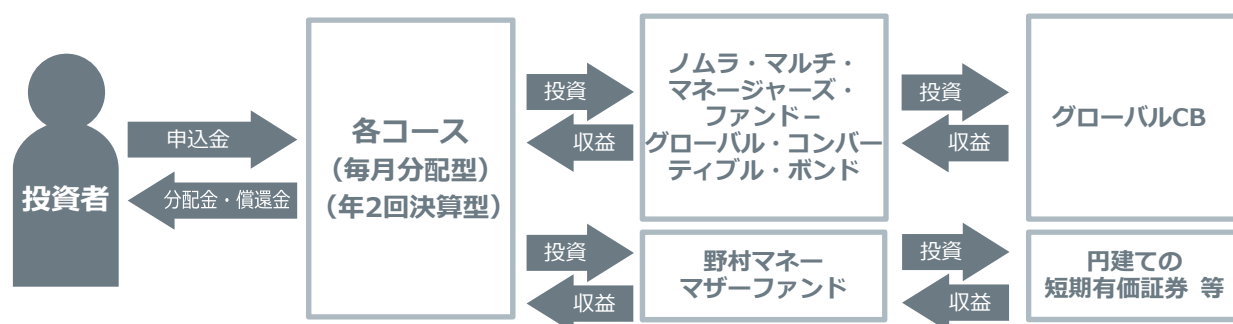 投資者
申込金
分配金・償還金
各コース
（毎月分配型）
（年2回決算型）
投資
収益
ノムラ・マルチ・
マネージャーズ・
ファンド－
グローバル・コンバー
ティブル・ボンド
投資
収益
グローバルCB
投資
収益
野村マネー
マザーファンド
投資
収益
円建ての
短期有価証券 等